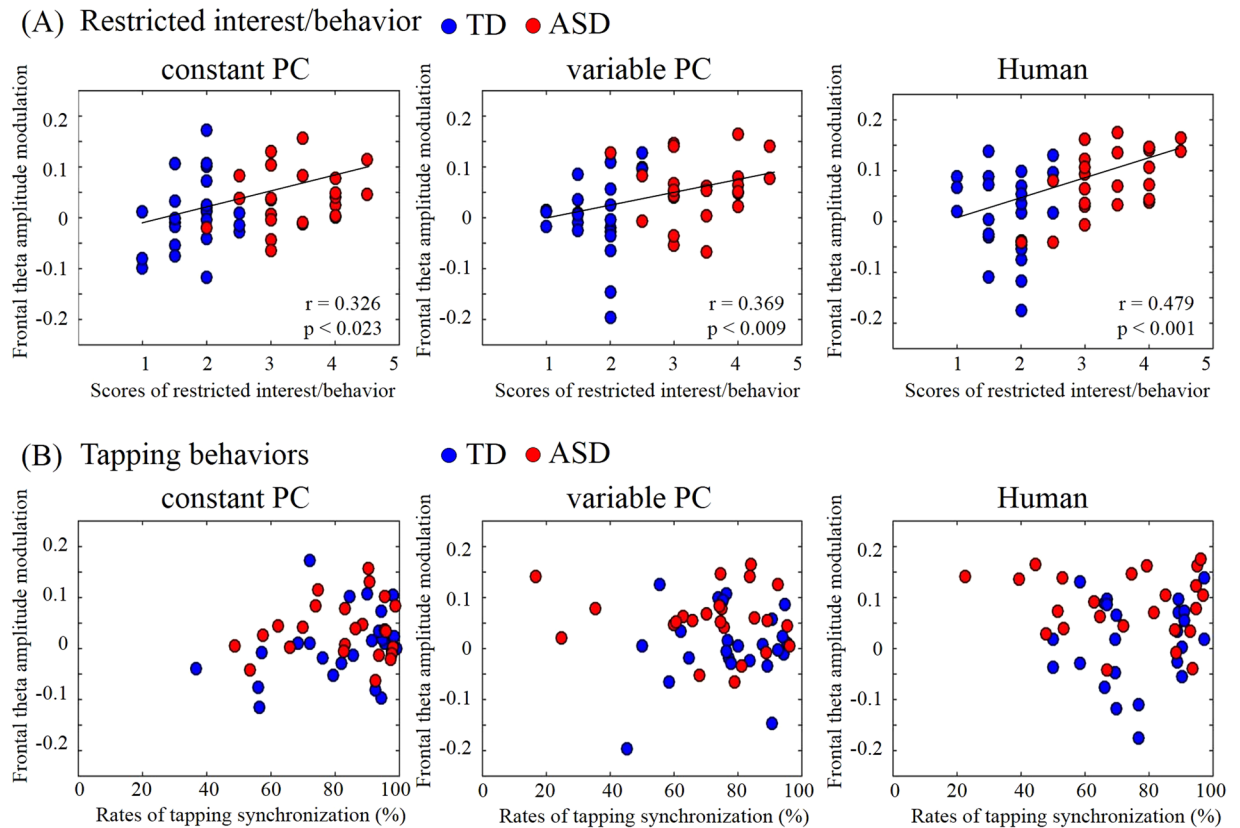 (A) Restricted interest/behavior TD ASD
constant PC variable PC Human
Frontal theta amplitude modulation
0.2
0.1
0
-0.1
-0.2
r = 0.326
p < 0.023
1 2 3 4 5
Scores of restricted interest/behavior
Frontal theta amplitude modulation
0.2
0.1
0
-0.1
-0.2
r = 0.369
p < 0.009
1 2 3 4 5
Scores of restricted interest/behavior
Frontal theta amplitude modulation
0.2
0.1
0
-0.1
-0.2
r = 0.479
p < 0.001
1 2 3 4 5
Scores of restricted interest/behavior
(B) Tapping behaviors TD ASD
constant PC variable PC Human
Frontal theta amplitude modulation
0.2
0.1
0
-0.1
-0.2
0 20 40 60 80 100
Rates of tapping synchronization (%)
Frontal theta amplitude modulation
0.2
0.1
0
-0.1
-0.2
0 20 40 60 80 100
Rates of tapping synchronization (%)
Frontal theta amplitude modulation
0.2
0.1
0
-0.1
-0.2
0 20 40 60 80 100
Rates of tapping synchronization (%)